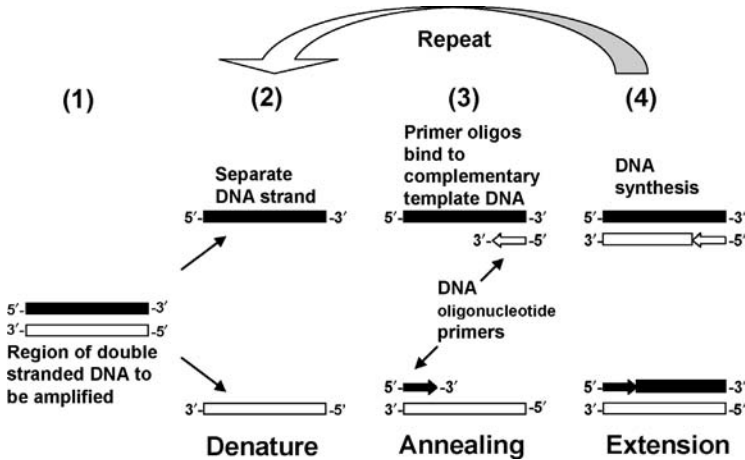 Repeat
(1)
(2)
(3)
(4)
Separate
DNA strand
Primer oligos
bind to
complementary
template DNA
DNA
synthesis
5′- -3′
5′- -3′
5′- -3′
3′- -5′
-5′
5′- -3′
3′- -5′
Region of double
stranded DNA to
be amplified
DNA
oligonucleotide
primers
5′- -3′
5′- -3′
3′- -5'
3′- -5′
3′- -5′
Denature
Annealing
Extension